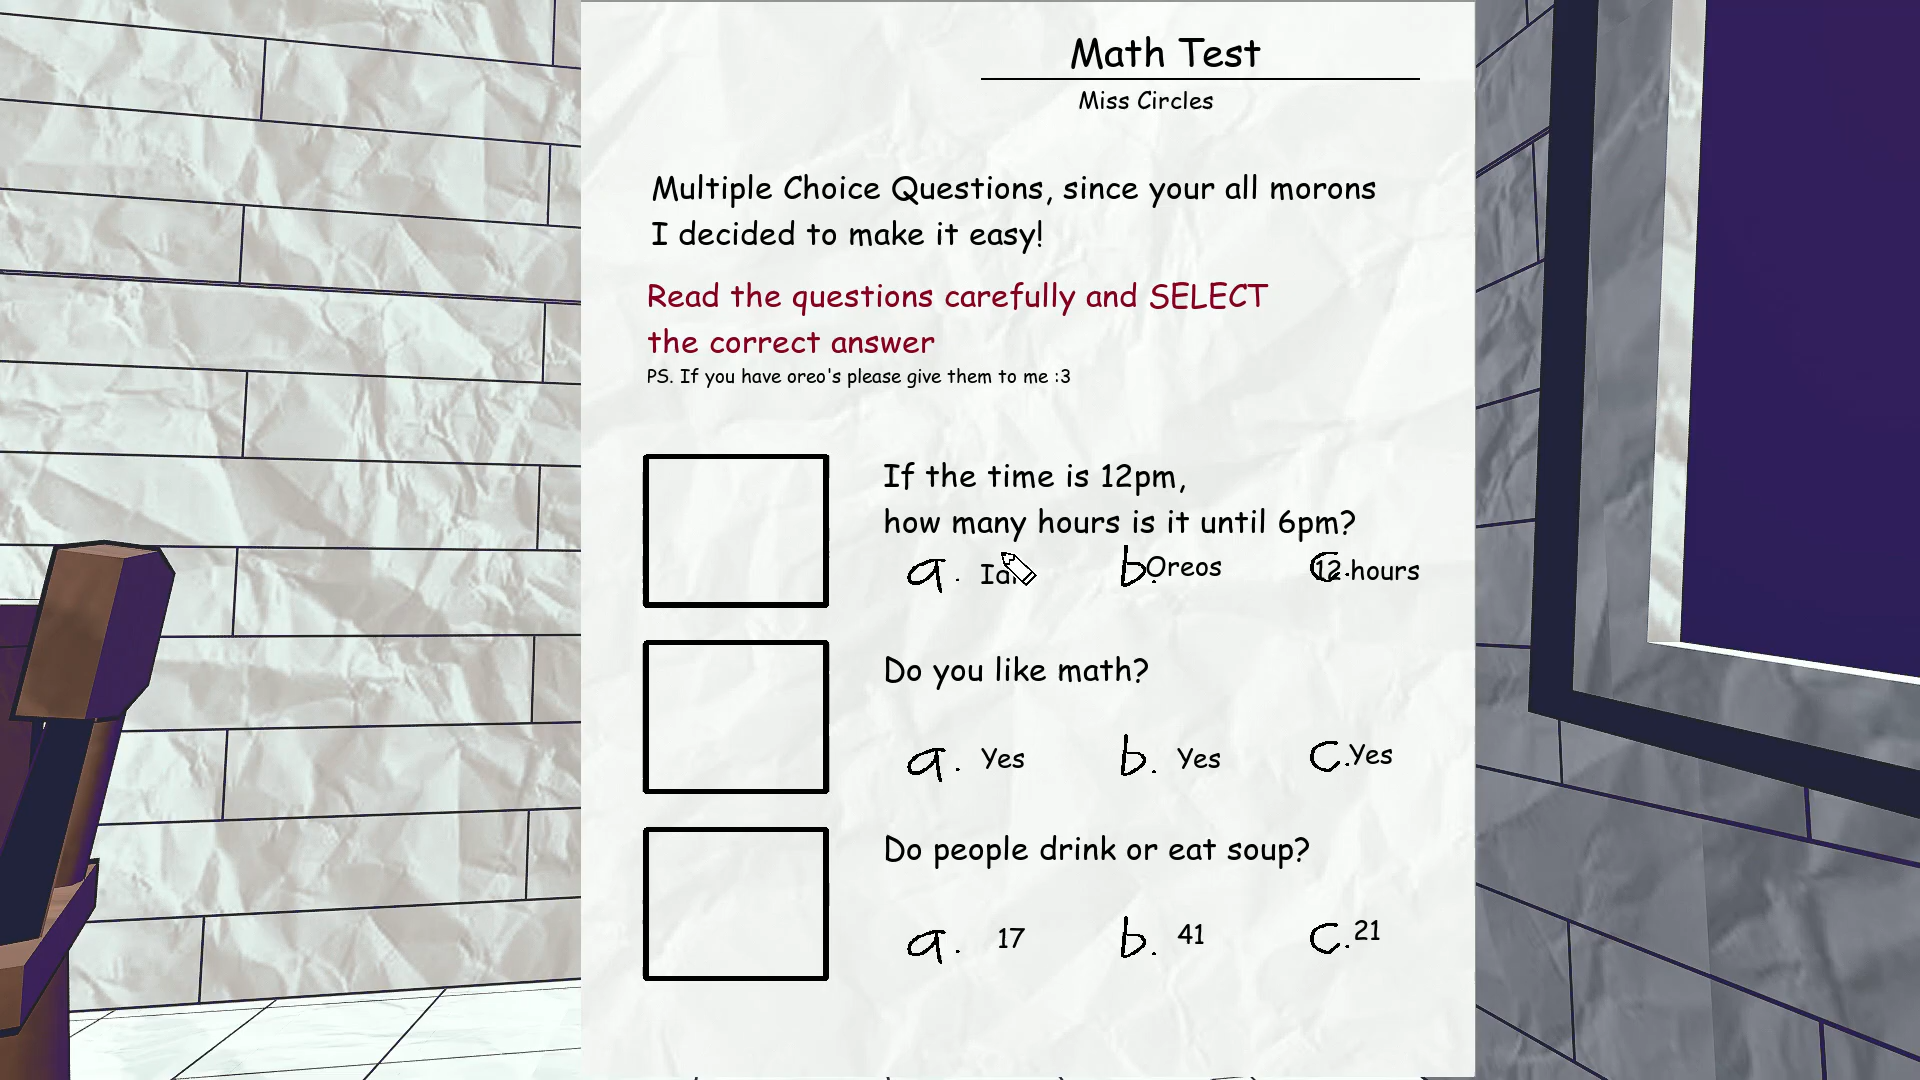 Math Test
Miss Circles
Multiple Choice Questions, since your all morons
I decided to make it easy!
Read the questions carefully and SELECT
the correct answer
PS. If you have oreo's please give them to me :3
If the time is 12pm,
how many hours is it until 6pm?
a. b. Oreos c. 12 hours
Do you like math?
a. Yes b. Yes c. Yes
Do people drink or eat soup?
a. 17 b. 41 c. 21